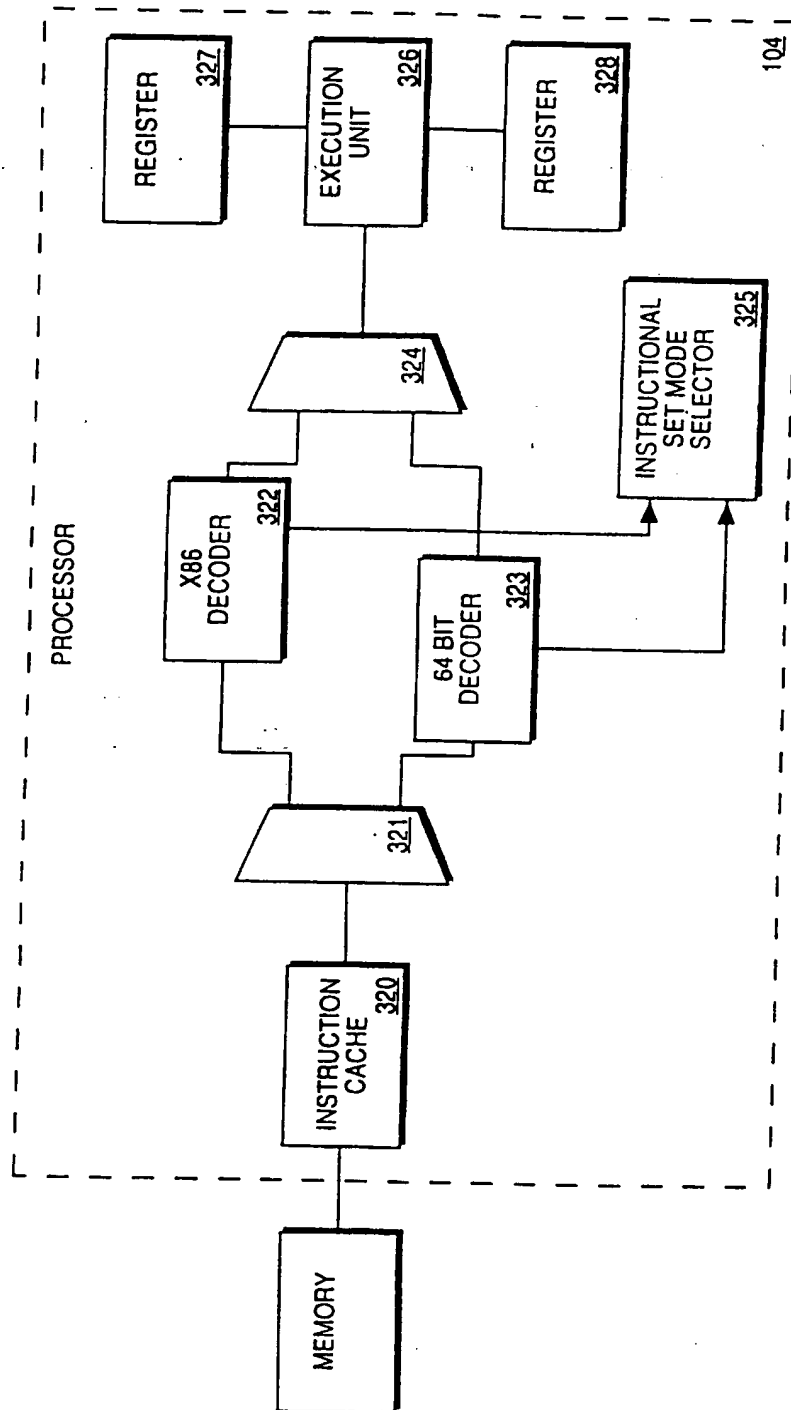 PROCESSOR
MEMORY
INSTRUCTION
CACHE
320
321
X86
DECODER
322
64 BIT
DECODER
323
324
INSTRUCTIONAL
SET MODE
SELECTOR
325
REGISTER
327
EXECUTION
UNIT
326
REGISTER
328
104